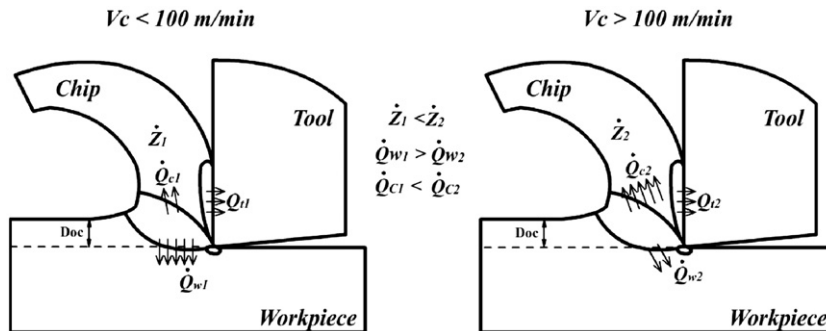 Vc < 100 m/min
Chip
Tool
Ż₁
Q̇c1
Qt1
Doc
Q̇w1
Workpiece
Ż₁ < Ż₂
Q̇w1 > Q̇w2
Q̇C1 < Q̇C2
Vc > 100 m/min
Chip
Tool
Ż₂
Q̇c2
Q̇t2
Doc
Q̇w2
Workpiece